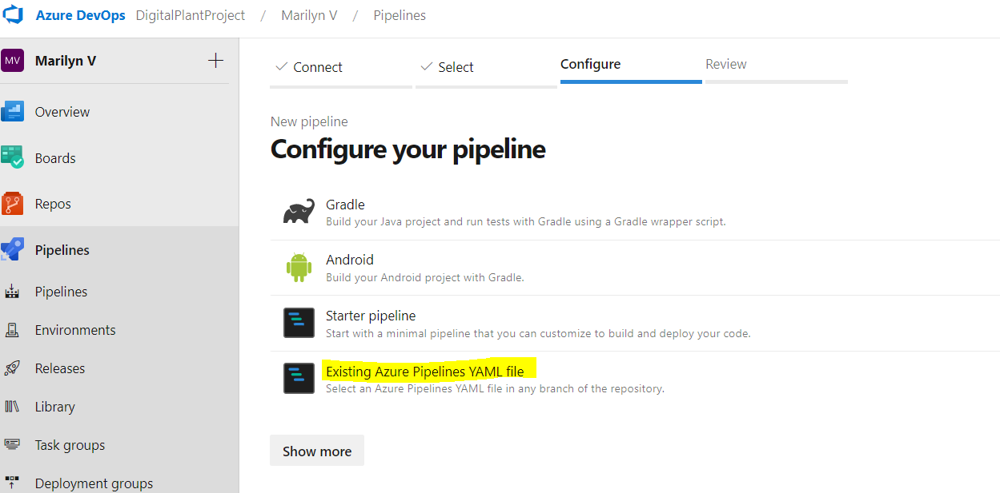 Azure DevOps DigitalPlantProject / Marilyn V / Pipelines
MV Marilyn V
Connect Select Configure Review
Overview
Boards
Repos
Pipelines
Pipelines
Environments
Releases
Library
Task groups
Deployment groups
New pipeline
Configure your pipeline
Gradle
Build your Java project and run tests with Gradle using a Gradle wrapper script.
Android
Build your Android project with Gradle.
Starter pipeline
Start with a minimal pipeline that you can customize to build and deploy your code.
Existing Azure Pipelines YAML file
Select an Azure Pipelines YAML file in any branch of the repository.
Show more